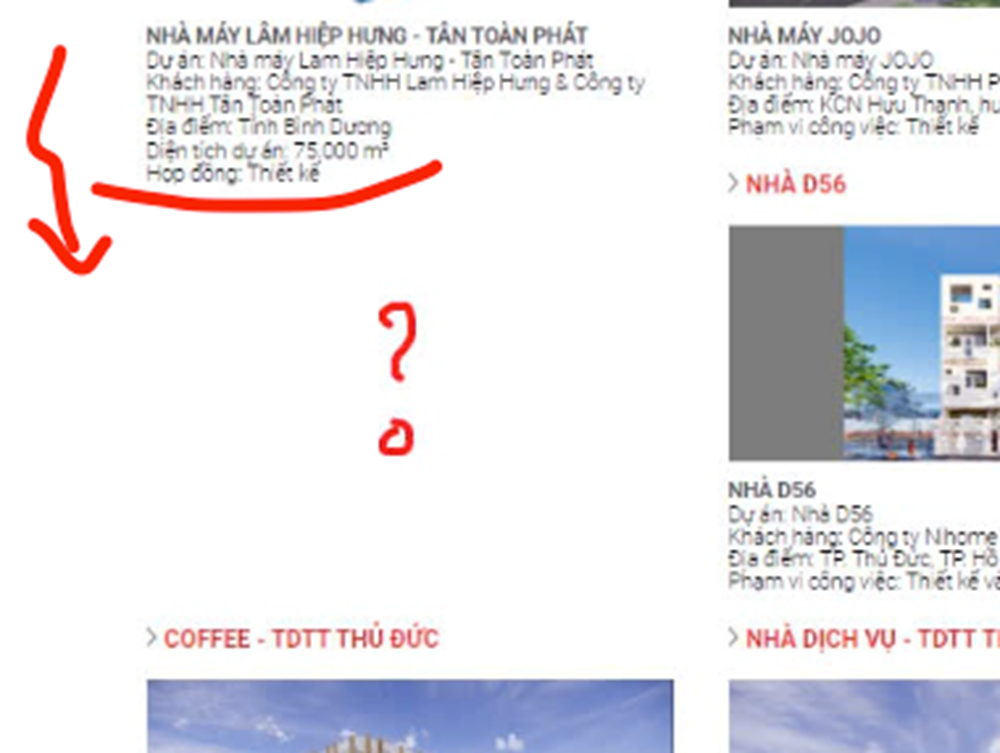 NHÀ MÁY LÂM HIỆP HƯNG - TÂN TOÀN PHÁT
Dự án: Nhà máy Lam Hiệp Hưng - Tân Toàn Phát
Khách hàng: Công ty TNHH Lam Hiệp Hưng & Công ty
TNHH Tân Toàn Phát
Địa điểm: Tỉnh Bình Dương
Diện tích dự án: 75,000 m²
Hợp đồng: Thiết kế
?
NHÀ MÁY JOJO
Dự án: Nhà máy JOJO
Khách hàng: Công ty TNHH P
Địa điểm: KCN Hựu Thạnh, hu
Phạm vi công việc: Thiết kế
NHÀ D56
NHÀ D56
Dự án: Nhà D56
Khách hàng: Công ty Nihome
Địa điểm: TP. Thủ Đức, TP. Hồ
Phạm vi công việc: Thiết kế và
COFFEE - TDTT THỦ ĐỨC
NHÀ DỊCH VỤ - TDTT T